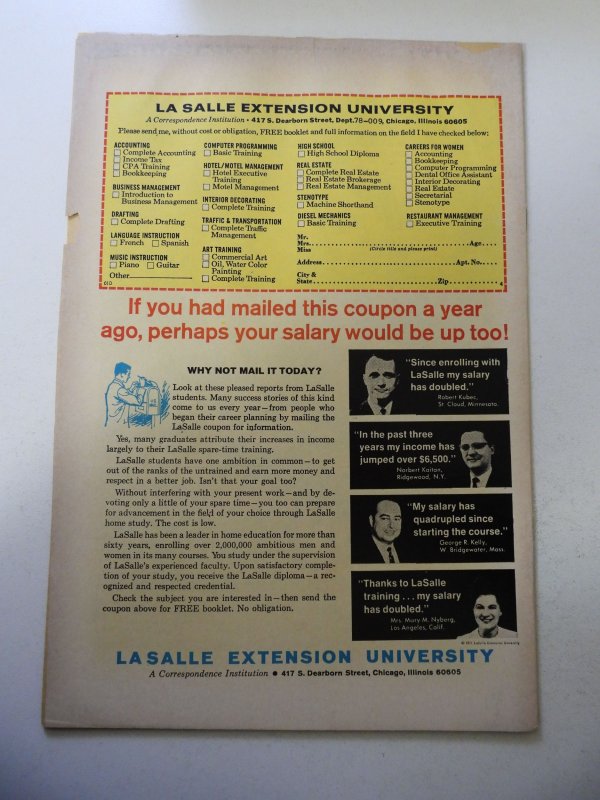 LA SALLE EXTENSION UNIVERSITY
A Correspondence Institution • 417 S. Dearborn Street, Dept. 78-009, Chicago, Illinois 60605
Please send me, without cost or obligation, FREE booklet and full information on the field I have checked below:
ACCOUNTING
Complete Accounting
Income Tax
CPA Training
Bookkeeping
BUSINESS MANAGEMENT
Introduction to
Business Management
DRAFTING
Complete Drafting
LANGUAGE INSTRUCTION
French Spanish
MUSIC INSTRUCTION
Piano Guitar
Other
610
COMPUTER PROGRAMMING
Basic Training
HOTEL/MOTEL MANAGEMENT
Hotel Executive
Training
Motel Management
INTERIOR DECORATING
Complete Training
TRAFFIC & TRANSPORTATION
Complete Traffic
Management
ART TRAINING
Commercial Art
Oil, Water Color
Painting
Complete Training
HIGH SCHOOL
High School Diploma
REAL ESTATE
Complete Real Estate
Real Estate Brokerage
Real Estate Management
STENOTYPE
Machine Shorthand
DIESEL MECHANICS
Basic Training
CAREERS FOR WOMEN
Accounting
Bookkeeping
Computer Programming
Dental Office Assistant
Interior Decorating
Real Estate
Secretarial
Stenotype
RESTAURANT MANAGEMENT
Executive Training
Mr.
Mrs. Age
Miss (Circle title and please print)
Address Apt. No.
City &
State Zip 4
If you had mailed this coupon a year
ago, perhaps your salary would be up too!
WHY NOT MAIL IT TODAY?
Look at these pleased reports from LaSalle
students. Many success stories of this kind
come to us every year—from people who
began their career planning by mailing the
LaSalle coupon for information.
Yes, many graduates attribute their increases in income
largely to their LaSalle spare-time training.
LaSalle students have one ambition in common—to get
out of the ranks of the untrained and earn more money and
respect in a better job. Isn't that your goal too?
Without interfering with your present work—and by de-
voting only a little of your spare time—you too can prepare
for advancement in the field of your choice through LaSalle
home study. The cost is low.
LaSalle has been a leader in home education for more than
sixty years, enrolling over 2,000,000 ambitious men and
women in its many courses. You study under the supervision
of LaSalle's experienced faculty. Upon satisfactory comple-
tion of your study, you receive the LaSalle diploma—a rec-
ognized and respected credential.
Check the subject you are interested in—then send the
coupon above for FREE booklet. No obligation.
"Since enrolling with
LaSalle my salary
has doubled."
Robert Kubec,
St. Cloud, Minnesota.
"In the past three
years my income has
jumped over $6,500."
Norbert Kartan,
Ridgewood, N.Y.
"My salary has
quadrupled since
starting the course."
George R. Kelly,
W. Bridgewater, Mass.
"Thanks to LaSalle
training . . . my salary
has doubled."
Mrs. Mary M. Nyberg,
Los Angeles, Calif.
LaSalle Extension University
LA SALLE EXTENSION UNIVERSITY
A Correspondence Institution • 417 S. Dearborn Street, Chicago, Illinois 60605